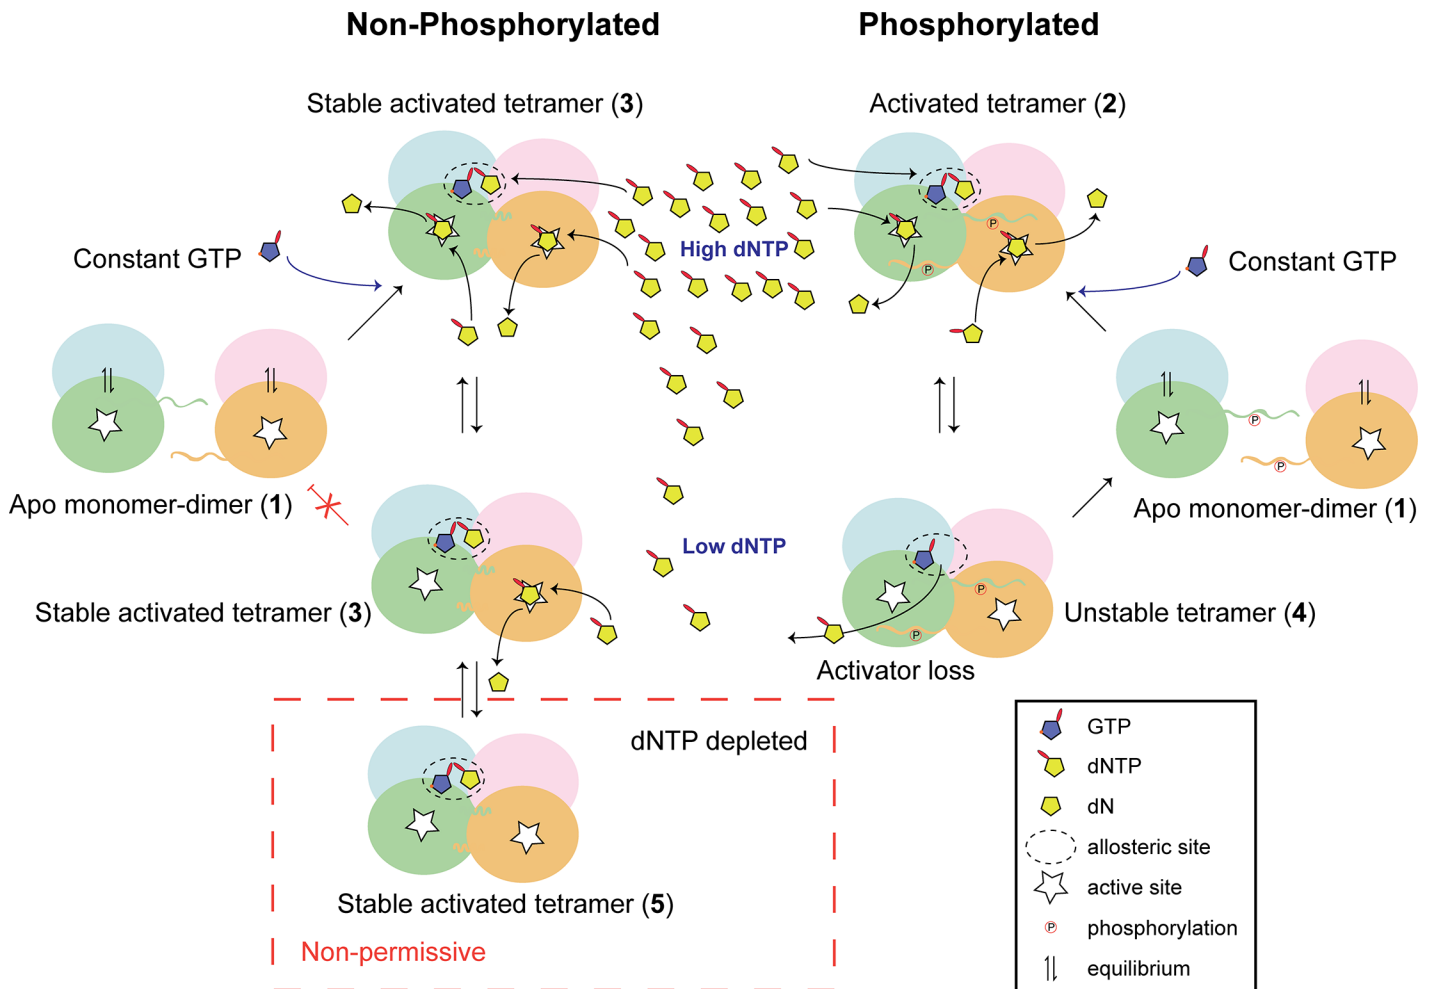 Non-Phosphorylated
Phosphorylated
Stable activated tetramer (3)
Activated tetramer (2)
High dNTP
Constant GTP
Constant GTP
P
P
Apo monomer-dimer (1)
P
P
Apo monomer-dimer (1)
Low dNTP
Stable activated tetramer (3)
P
P
Unstable tetramer (4)
Activator loss
dNTP depleted
Stable activated tetramer (5)
Non-permissive
GTP
dNTP
dN
allosteric site
active site
P phosphorylation
equilibrium